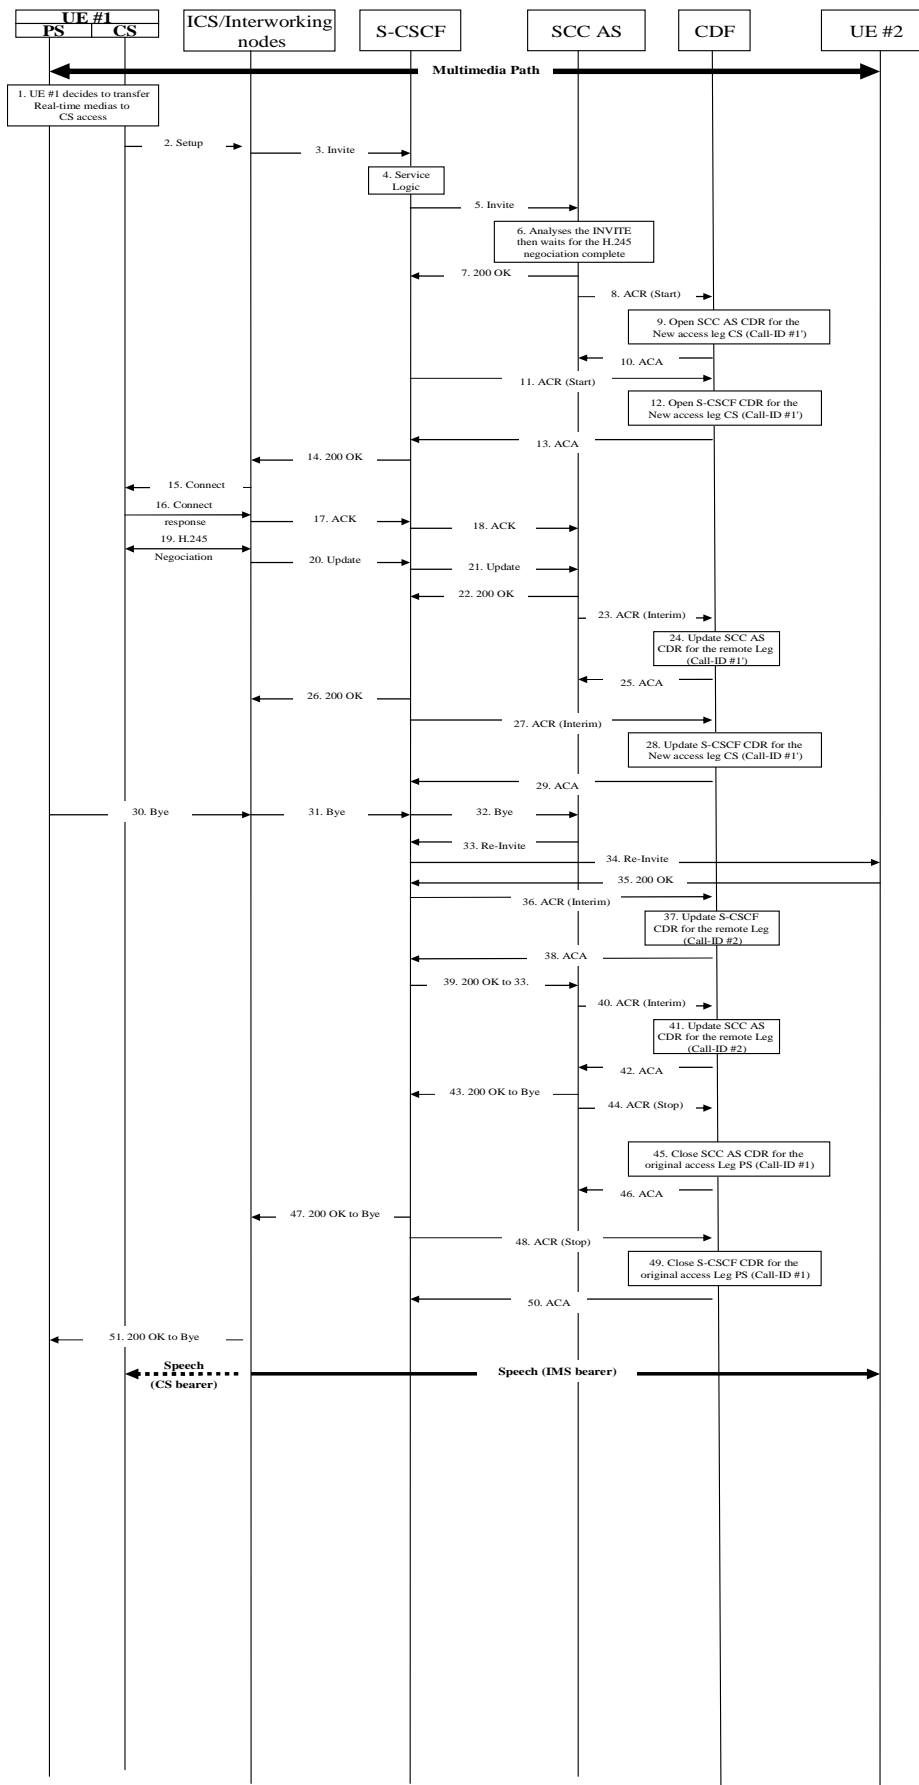 UE #1
PS CS
ICS/Interworking
nodes
S-CSCF
SCC AS
CDF
UE #2
Multimedia Path
1. UE #1 decides to transfer
Real-time medias to
CS access
2. Setup
3. Invite
4. Service
Logic
5. Invite
6. Analyses the INVITE
then waits for the H.245
negociation complete
7. 200 OK
8. ACR (Start)
9. Open SCC AS CDR for the
New access leg CS (Call-ID #1')
10. ACA
11. ACR (Start)
12. Open S-CSCF CDR for the
New access leg CS (Call-ID #1')
13. ACA
14. 200 OK
15. Connect
16. Connect
response
17. ACK
18. ACK
19. H.245
Negociation
20. Update
21. Update
22. 200 OK
23. ACR (Interim)
24. Update SCC AS
CDR for the remote Leg
(Call-ID #1')
25. ACA
26. 200 OK
27. ACR (Interim)
28. Update S-CSCF CDR for the
New access leg CS (Call-ID #1')
29. ACA
30. Bye
31. Bye
32. Bye
33. Re-Invite
34. Re-Invite
35. 200 OK
36. ACR (Interim)
37. Update S-CSCF
CDR for the remote Leg
(Call-ID #2)
38. ACA
39. 200 OK to 33.
40. ACR (Interim)
41. Update SCC AS
CDR for the remote Leg
(Call-ID #2)
42. ACA
43. 200 OK to Bye
44. ACR (Stop)
45. Close SCC AS CDR for the
original access Leg PS (Call-ID #1)
46. ACA
47. 200 OK to Bye
48. ACR (Stop)
49. Close S-CSCF CDR for the
original access Leg PS (Call-ID #1)
50. ACA
51. 200 OK to Bye
Speech
(CS bearer)
Speech (IMS bearer)